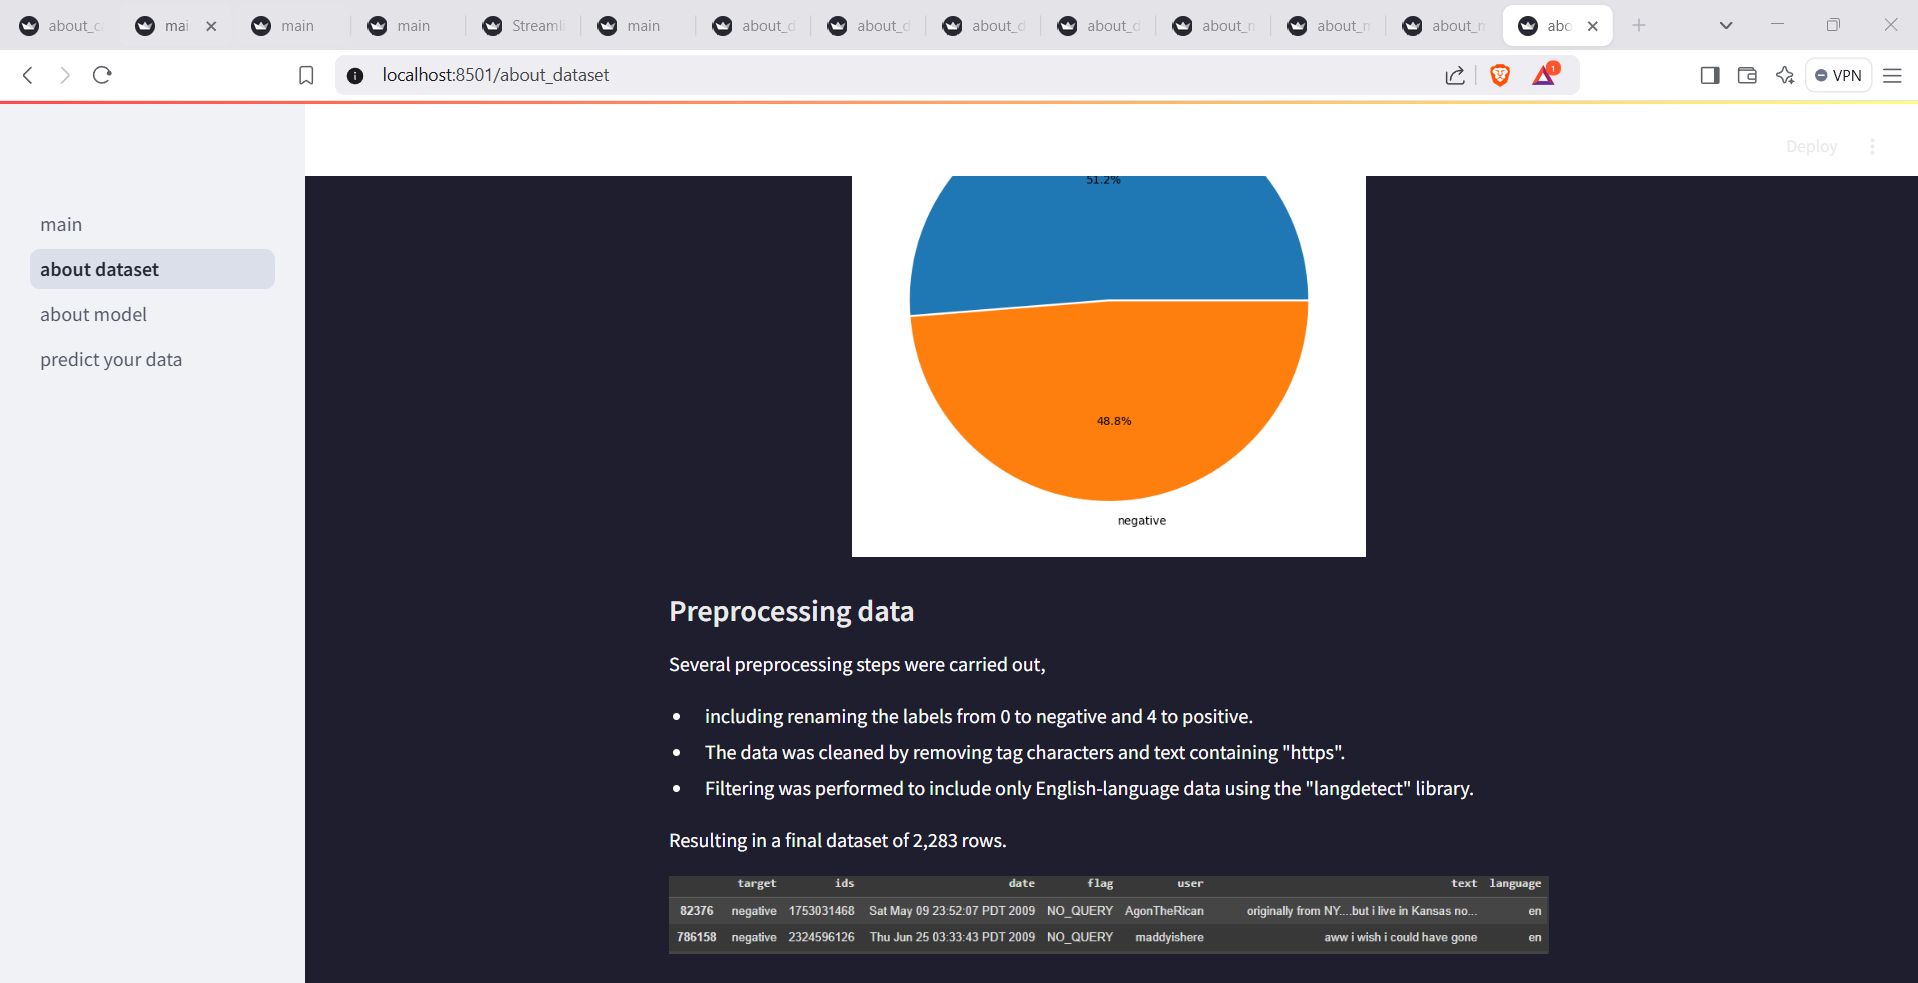 about_c
mai
main
main
Streamli
main
about_d
about_d
about_d
about_d
about_n
about_n
about_n
abo
localhost:8501/about_dataset
1
VPN
Deploy
main
about dataset
about model
predict your data
51.2%
48.8%
negative
Preprocessing data
Several preprocessing steps were carried out,
• including renaming the labels from 0 to negative and 4 to positive.
• The data was cleaned by removing tag characters and text containing "https".
• Filtering was performed to include only English-language data using the "langdetect" library.
Resulting in a final dataset of 2,283 rows.
target ids date flag user text language
82376 negative 1753031468 Sat May 09 23:52:07 PDT 2009 NO_QUERY AgonTheRican originally from NY....but i live in Kansas no... en
786158 negative 2324596126 Thu Jun 25 03:33:43 PDT 2009 NO_QUERY maddyishere aww i wish i could have gone en